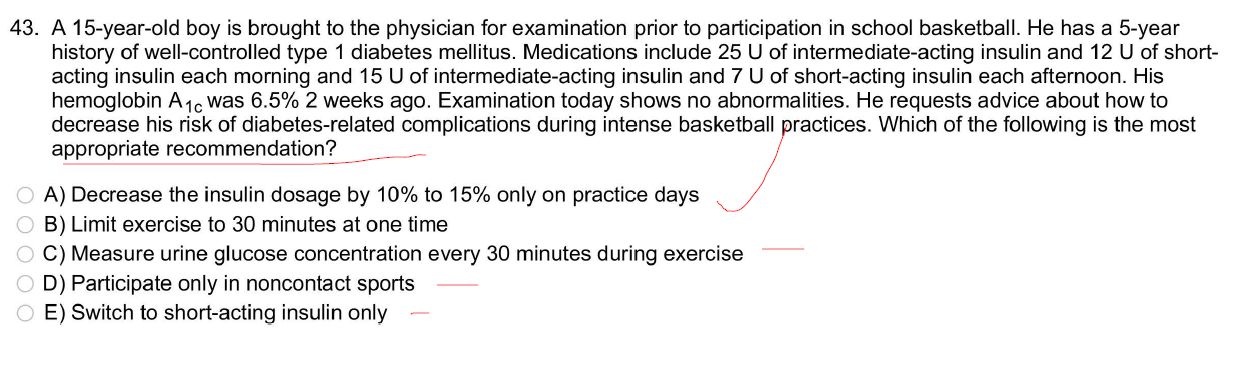 43. A 15-year-old boy is brought to the physician for examination prior to participation in school basketball. He has a 5-year
history of well-controlled type 1 diabetes mellitus. Medications include 25 U of intermediate-acting insulin and 12 U of short-
acting insulin each morning and 15 U of intermediate-acting insulin and 7 U of short-acting insulin each afternoon. His
hemoglobin A1c was 6.5% 2 weeks ago. Examination today shows no abnormalities. He requests advice about how to
decrease his risk of diabetes-related complications during intense basketball practices. Which of the following is the most
appropriate recommendation?
A) Decrease the insulin dosage by 10% to 15% only on practice days
B) Limit exercise to 30 minutes at one time
C) Measure urine glucose concentration every 30 minutes during exercise
D) Participate only in noncontact sports
E) Switch to short-acting insulin only